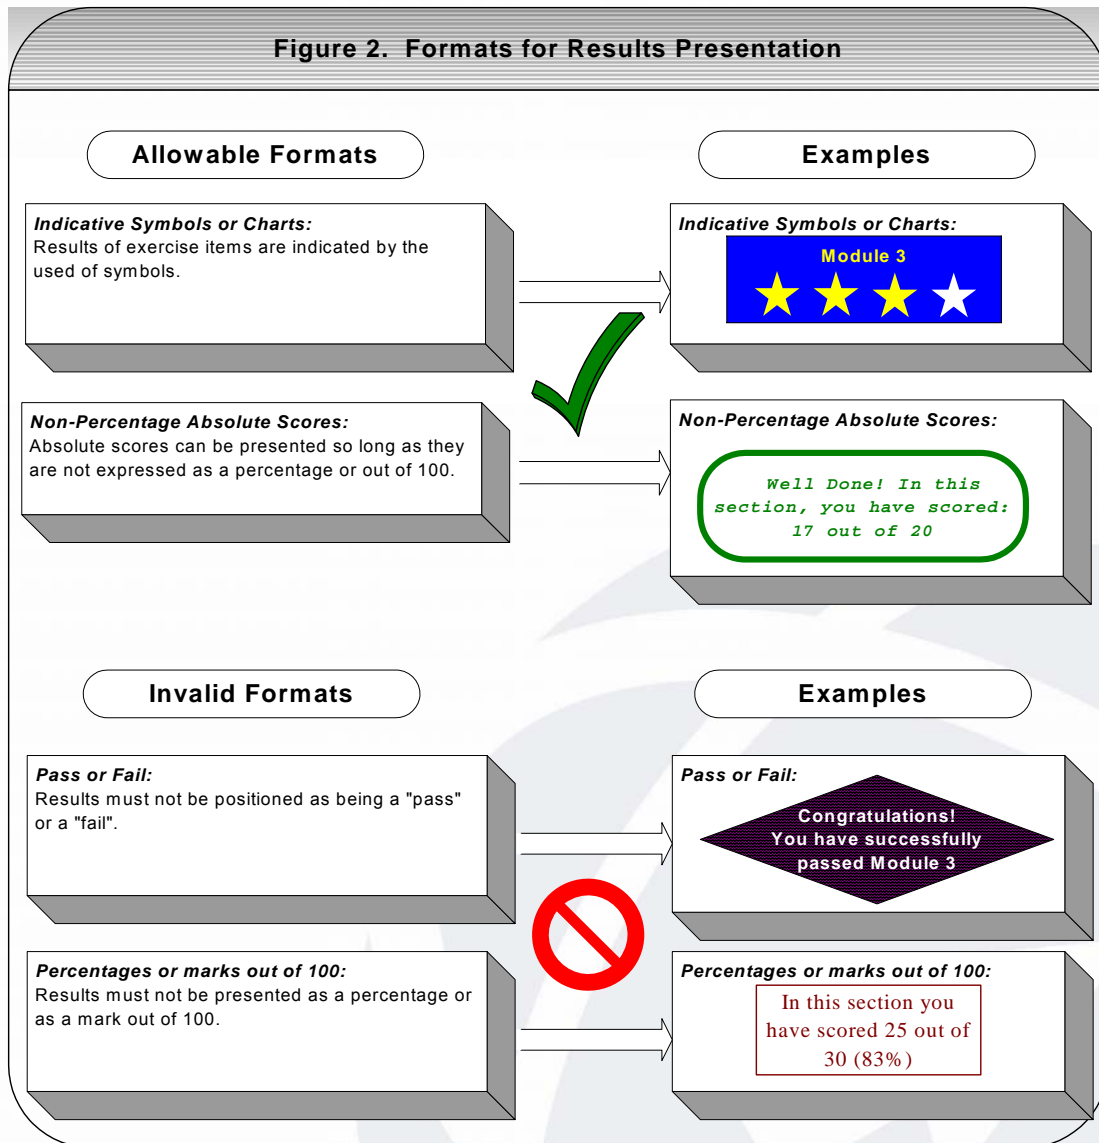 Figure 2.  Formats for Results Presentation
Allowable Formats
Examples
Indicative Symbols or Charts:
Results of exercise items are indicated by the
used of symbols.
Indicative Symbols or Charts:
Module 3
Non-Percentage Absolute Scores:
Absolute scores can be presented so long as they
are not expressed as a percentage or out of 100.
Non-Percentage Absolute Scores:
Well Done! In this
section, you have scored:
17 out of 20
Invalid Formats
Examples
Pass or Fail:
Results must not be positioned as being a "pass"
or a "fail".
Pass or Fail:
Congratulations!
You have successfully
passed Module 3
Percentages or marks out of 100:
Results must not be presented as a percentage or
as a mark out of 100.
Percentages or marks out of 100:
In this section you
have scored 25 out of
30 (83%)